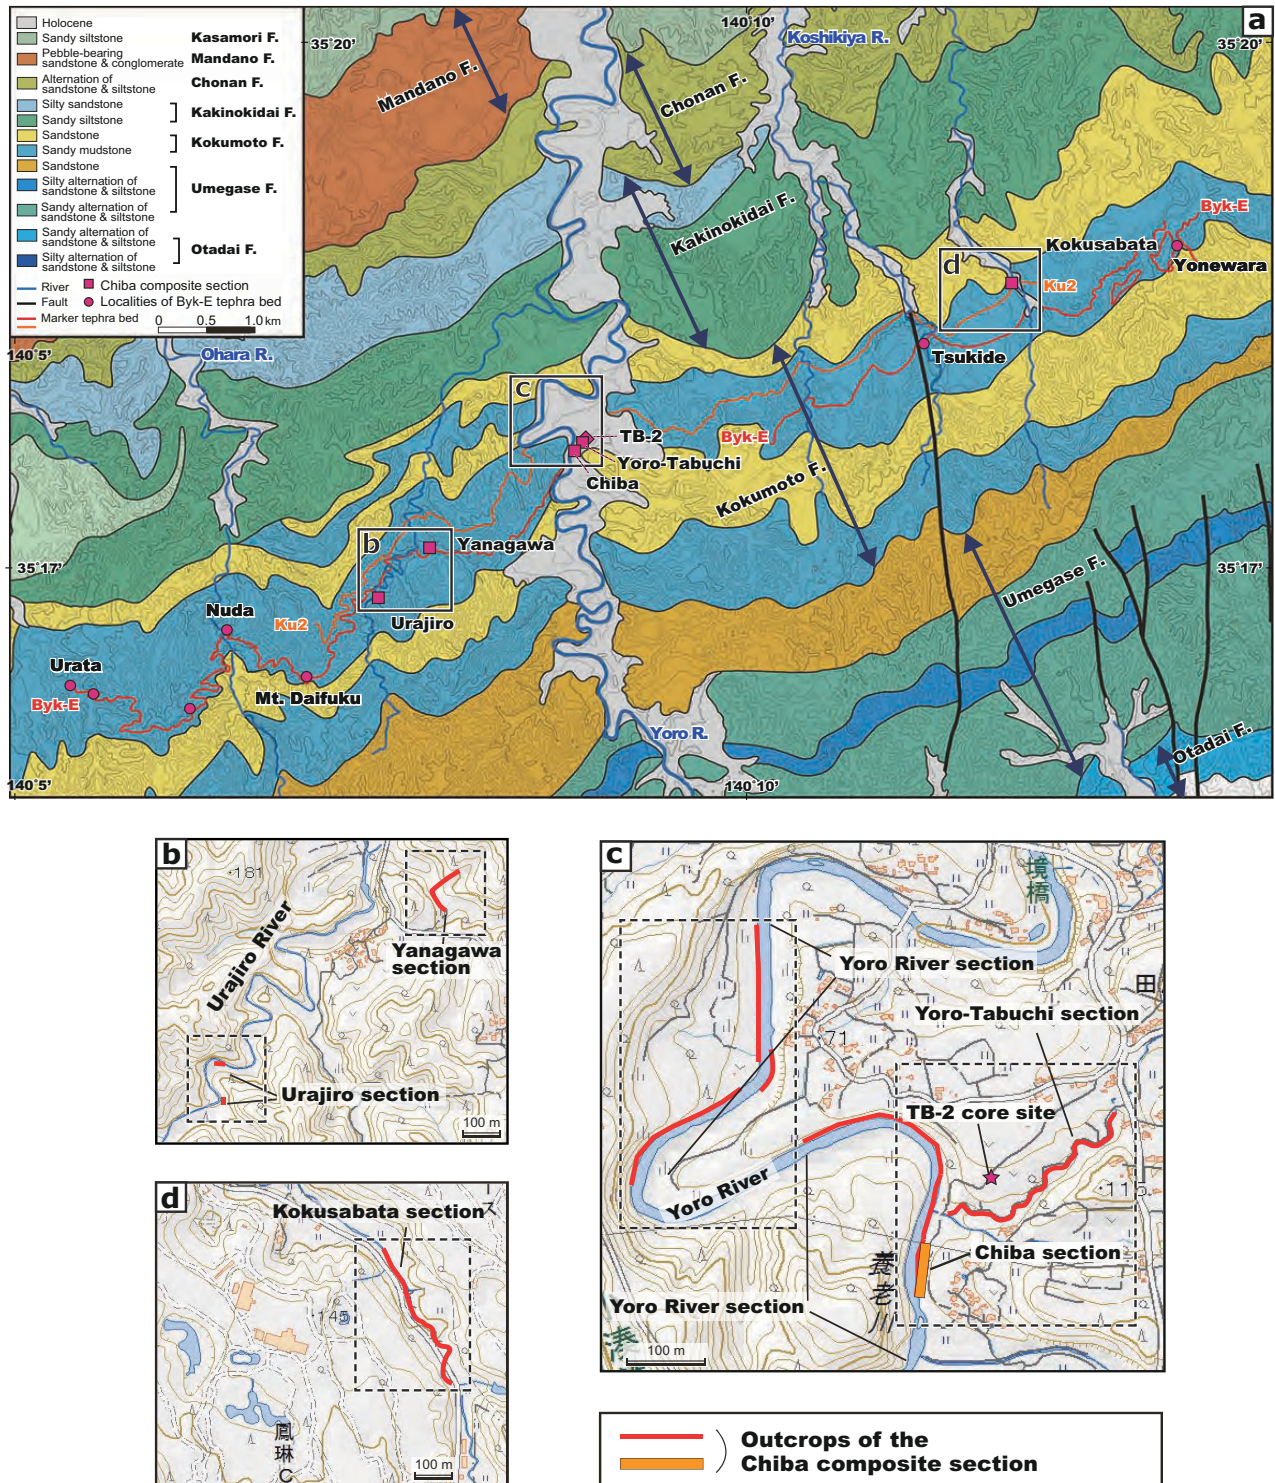 a
Holocene
Sandy siltstone
Kasamori F.
Pebble-bearing
sandstone & conglomerate
Mandano F.
Alternation of
sandstone & siltstone
Chonan F.
Silty sandstone
Sandy siltstone
Kakinokidai F.
Sandstone
Sandy mudstone
Kokumoto F.
Sandstone
Silty alternation of
sandstone & siltstone
Sandy alternation of
sandstone & siltstone
Umegase F.
Sandy alternation of
sandstone & siltstone
Silty alternation of
sandstone & siltstone
Otadai F.
River
Fault
Marker tephra bed
Chiba composite section
Localities of Byk-E tephra bed
0 0.5 1.0 km
35˚20’
140˚10’
35˚20’
Koshikiya R.
Mandano F.
Chonan F.
Kakinokidai F.
Byk-E
Kokusabata
Yonewara
d
Ku2
140˚5’
Ohara R.
Tsukide
c
TB-2
Byk-E
Yoro-Tabuchi
Chiba
Kokumoto F.
b
Yanagawa
35˚17’
35˚17’
Umegase F.
Nuda
Ku2
Urajiro
Urata
Byk-E
Mt. Daifuku
Yoro R.
Otadai F.
140˚5’
140˚10’
b
181
Urajiro River
Yanagawa
section
Urajiro section
100 m
c
境橋
Yoro River section
田
Yoro-Tabuchi section
71
TB-2 core site
Yoro River
115
Chiba section
養老川
Yoro River section
湊
100 m
d
Kokusabata section
ス
145
鳳琳C
100 m
Outcrops of the
Chiba composite section